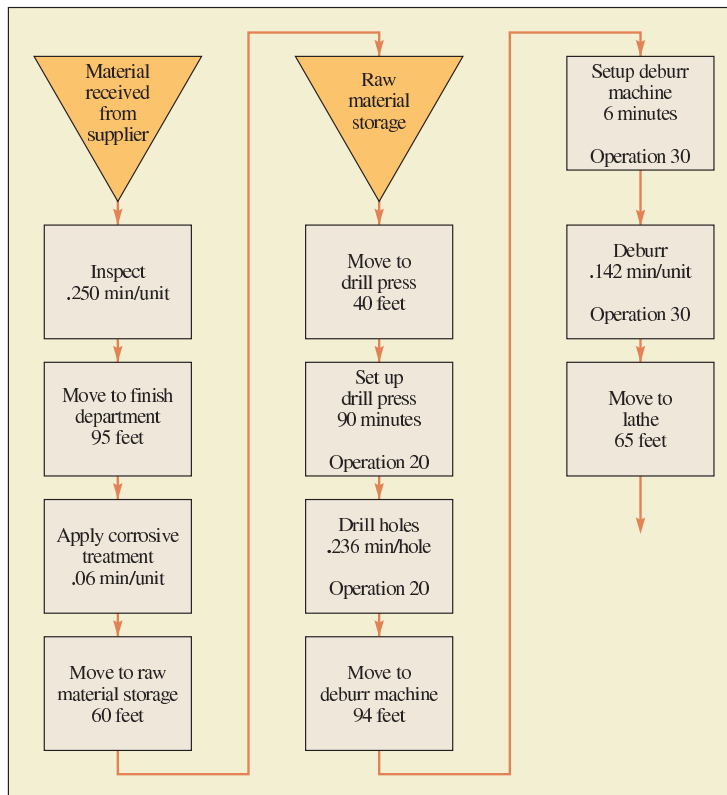 Material
received
from
supplier
Inspect
.250 min/unit
Move to finish
department
95 feet
Apply corrosive
treatment
.06 min/unit
Move to raw
material storage
60 feet
Raw
material
storage
Move to
drill press
40 feet
Set up
drill press
90 minutes
Operation 20
Drill holes
.236 min/hole
Operation 20
Move to
deburr machine
94 feet
Setup deburr
machine
6 minutes
Operation 30
Deburr
.142 min/unit
Operation 30
Move to
lathe
65 feet